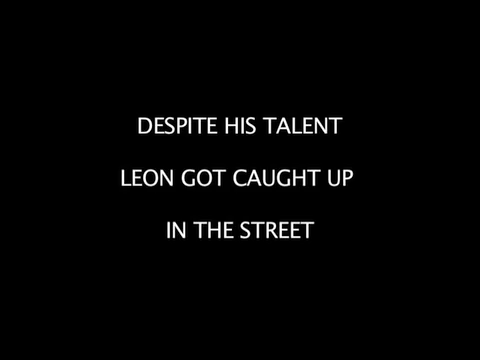 DESPITE HIS TALENT
LEON GOT CAUGHT UP
IN THE STREET